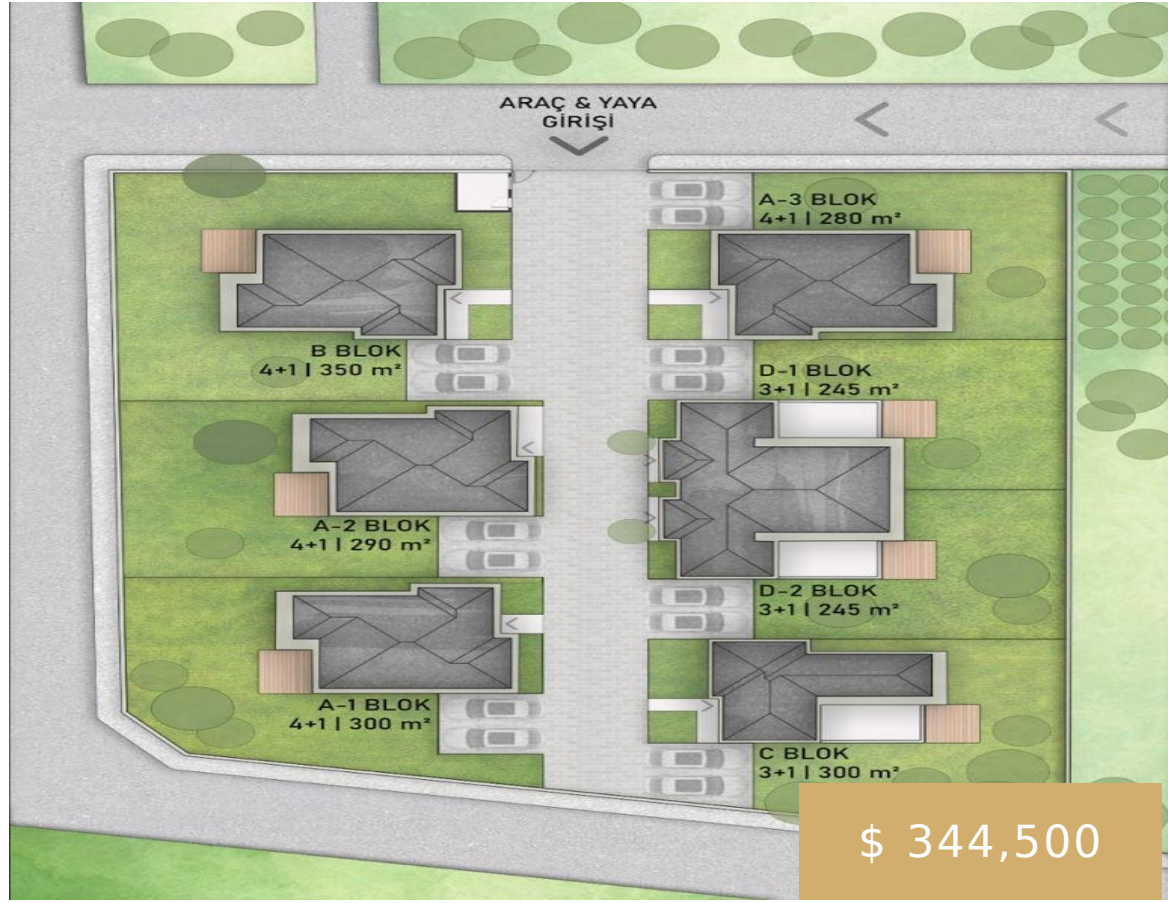 ARAÇ & YAYA
GİRİŞİ
A-3 BLOK
4+1 | 280 m²
B BLOK
4+1 | 350 m²
D-1 BLOK
3+1 | 245 m²
A-2 BLOK
4+1 | 290 m²
D-2 BLOK
3+1 | 245 m²
A-1 BLOK
4+1 | 300 m²
C BLOK
3+1 | 300 m²
$ 344,500